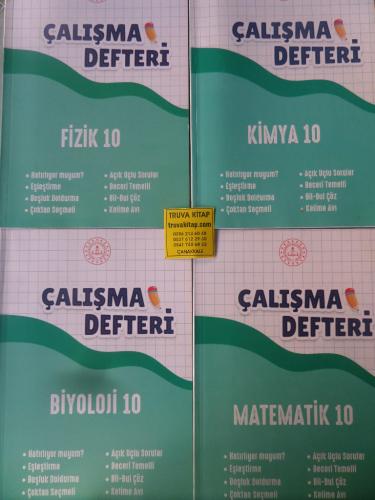 ÇALIŞMA
DEFTERİ
FİZİK 10
• Hatırlıyor muyum?
• Eşleştirme
• Boşluk Doldurma
• Çoktan Seçmeli
• Açık Uçlu Sorular
• Beceri Temelli
• Bil-Bul Çöz
• Kelime Avı
ÇALIŞMA
DEFTERİ
KİMYA 10
• Hatırlıyor muyum?
• Eşleştirme
• Boşluk Doldurma
• Çoktan Seçmeli
• Açık Uçlu Sorular
• Beceri Temelli
• Bil-Bul Çöz
• Kelime Avı
TRUVA KİTAP
truvakitap.com
ÇANAKKALE
ÇALIŞMA
DEFTERİ
BİYOLOJİ 10
• Hatırlıyor muyum?
• Eşleştirme
• Boşluk Doldurma
• Çoktan Seçmeli
• Açık Uçlu Sorular
• Beceri Temelli
• Bil-Bul Çöz
• Kelime Avı
ÇALIŞMA
DEFTERİ
MATEMATİK 10
• Hatırlıyor muyum?
• Eşleştirme
• Boşluk Doldurma
• Çoktan Seçmeli
• Açık Uçlu Sorular
• Beceri Temelli
• Bil-Bul Çöz
• Kelime Avı